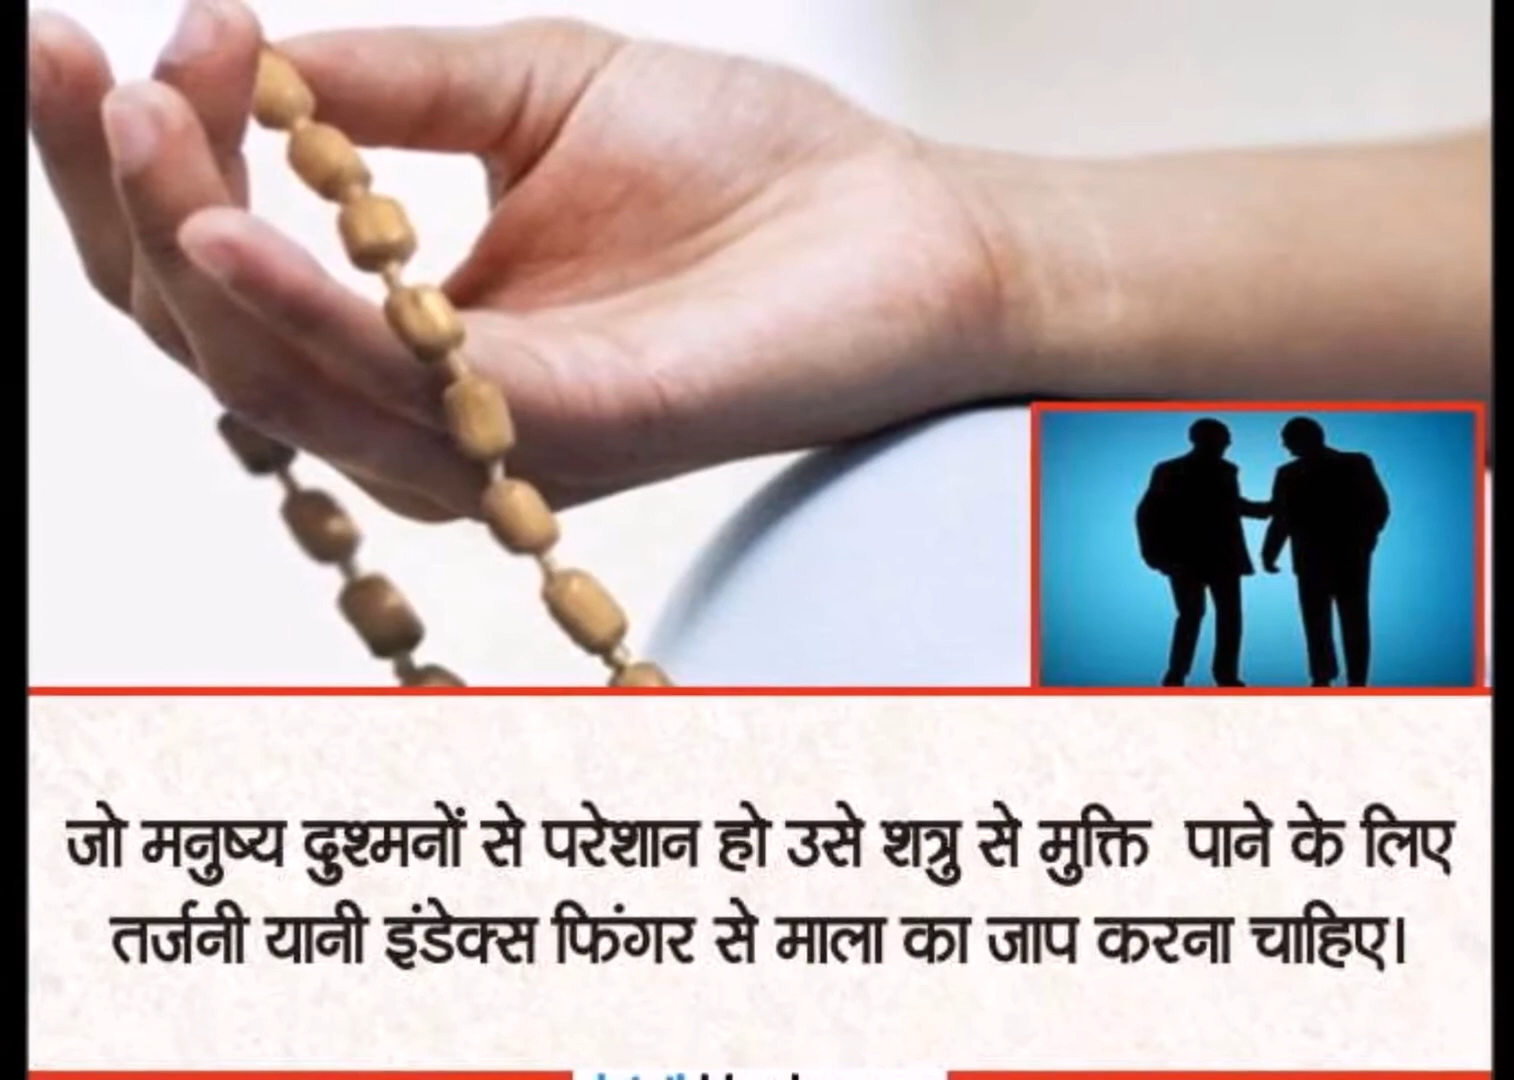 जो मनुष्य दुश्मनों से परेशान हो उसे शत्रु से मुक्ति पाने के लिए
तर्जनी यानी इंडेक्स फिंगर से माला का जाप करना चाहिए।